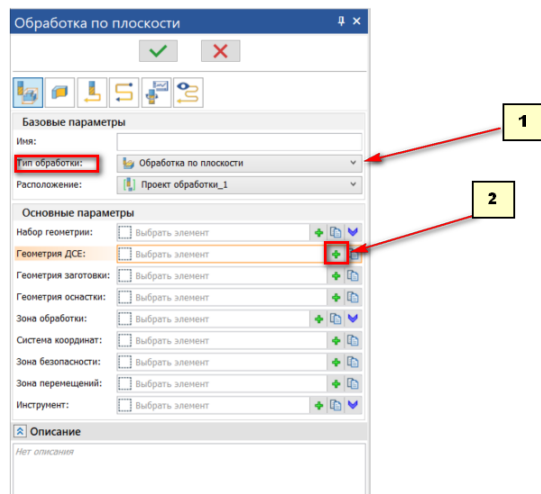 Обработка по плоскости
Базовые параметры
Имя:
Тип обработки: Обработка по плоскости
Расположение: Проект обработки_1
Основные параметры
Набор геометрии: Выбрать элемент
Геометрия ДСЕ: Выбрать элемент
Геометрия заготовки: Выбрать элемент
Геометрия оснастки: Выбрать элемент
Зона обработки: Выбрать элемент
Система координат: Выбрать элемент
Зона безопасности: Выбрать элемент
Зона перемещений: Выбрать элемент
Инструмент: Выбрать элемент
Описание
Нет описания
1
2